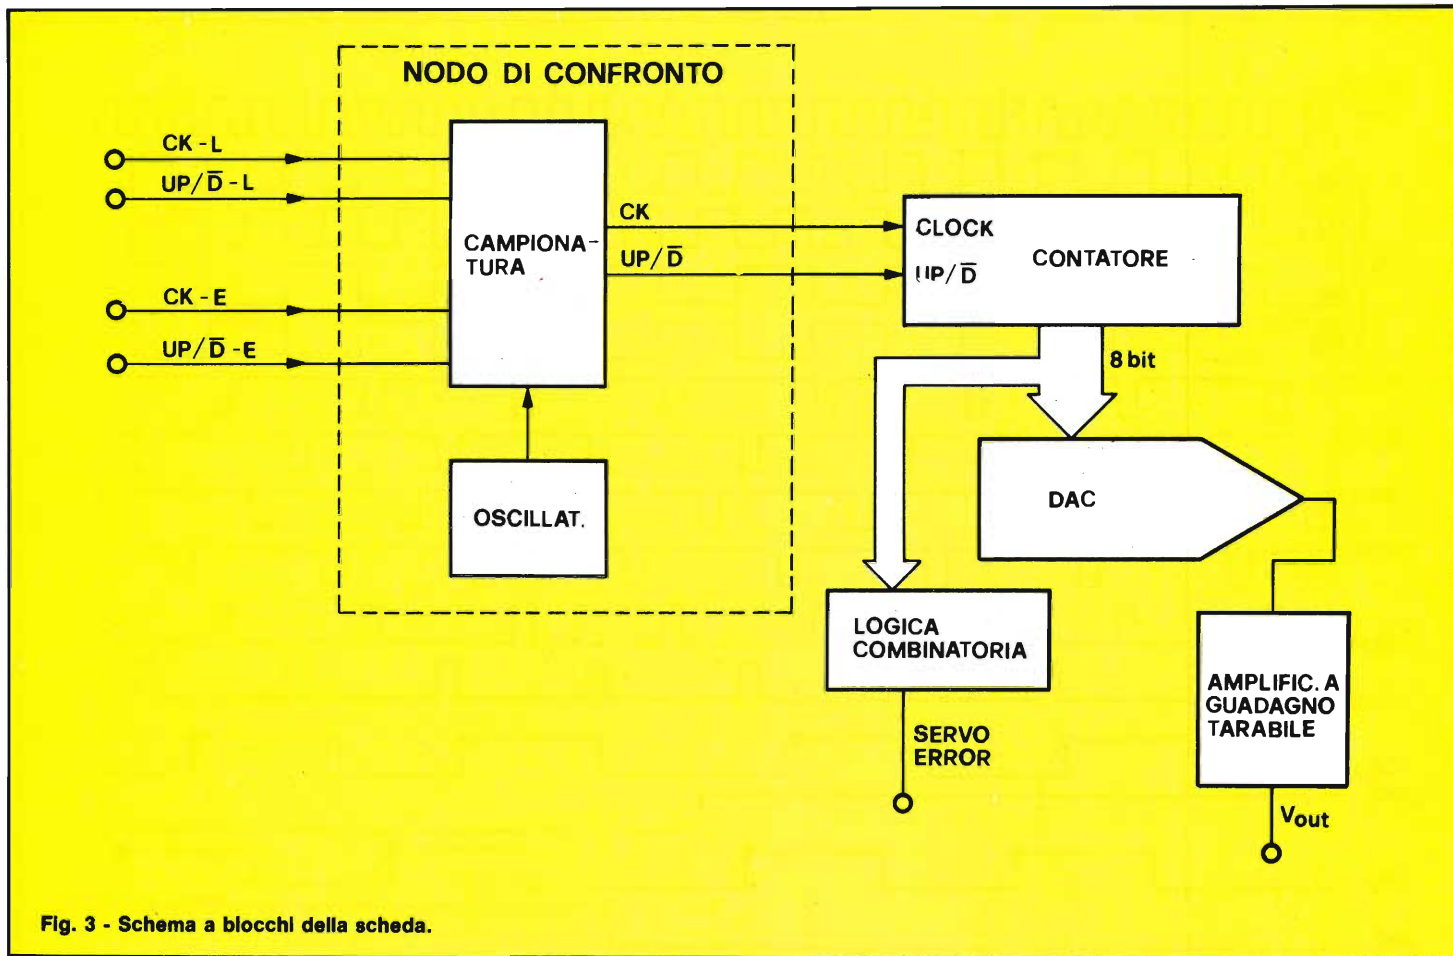 NODO DI CONFRONTO
CK-L
UP/D̅-L
CK-E
UP/D̅-E
CAMPIONA-
TURA
OSCILLAT.
CK
UP/D̅
CLOCK
UP/D̅
CONTATORE
8 bit
DAC
LOGICA
COMBINATORIA
SERVO
ERROR
AMPLIFIC. A
GUADAGNO
TARABILE
Vout
Fig. 3 - Schema a blocchi della scheda.